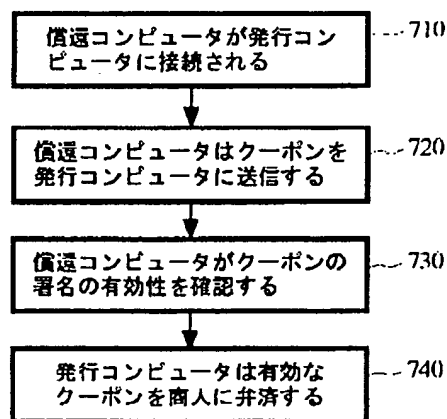 償還コンピュータが発行コン
ピュータに接続される
710
償還コンピュータはクーポンを
発行コンピュータに送信する
720
償還コンピュータがクーポンの
署名の有効性を確認する
730
発行コンピュータは有効な
クーポンを商人に弁済する
740